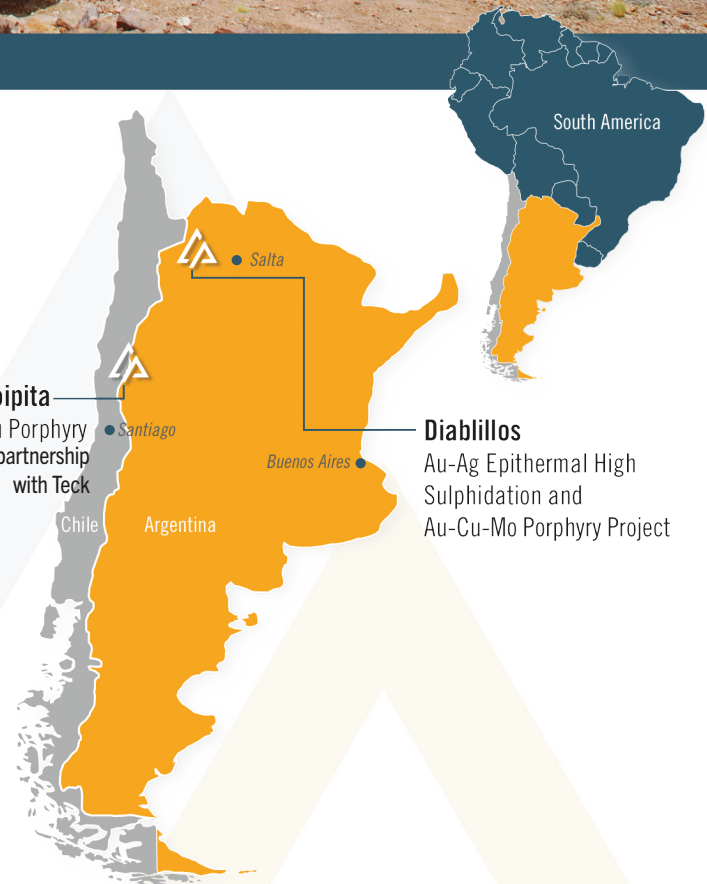 South America
Salta
Porphyry
Santiago
partnership
with Teck
Diablillos
Buenos Aires
Au-Ag Epithermal High
Sulphidation and
Au-Cu-Mo Porphyry Project
Chile
Argentina